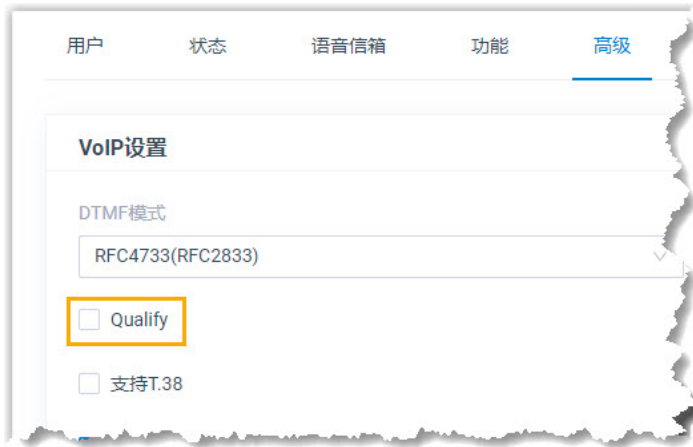 用户 状态 语音信箱 功能 高级
VoIP设置
DTMF模式
RFC4733(RFC2833)
Qualify
支持T.38